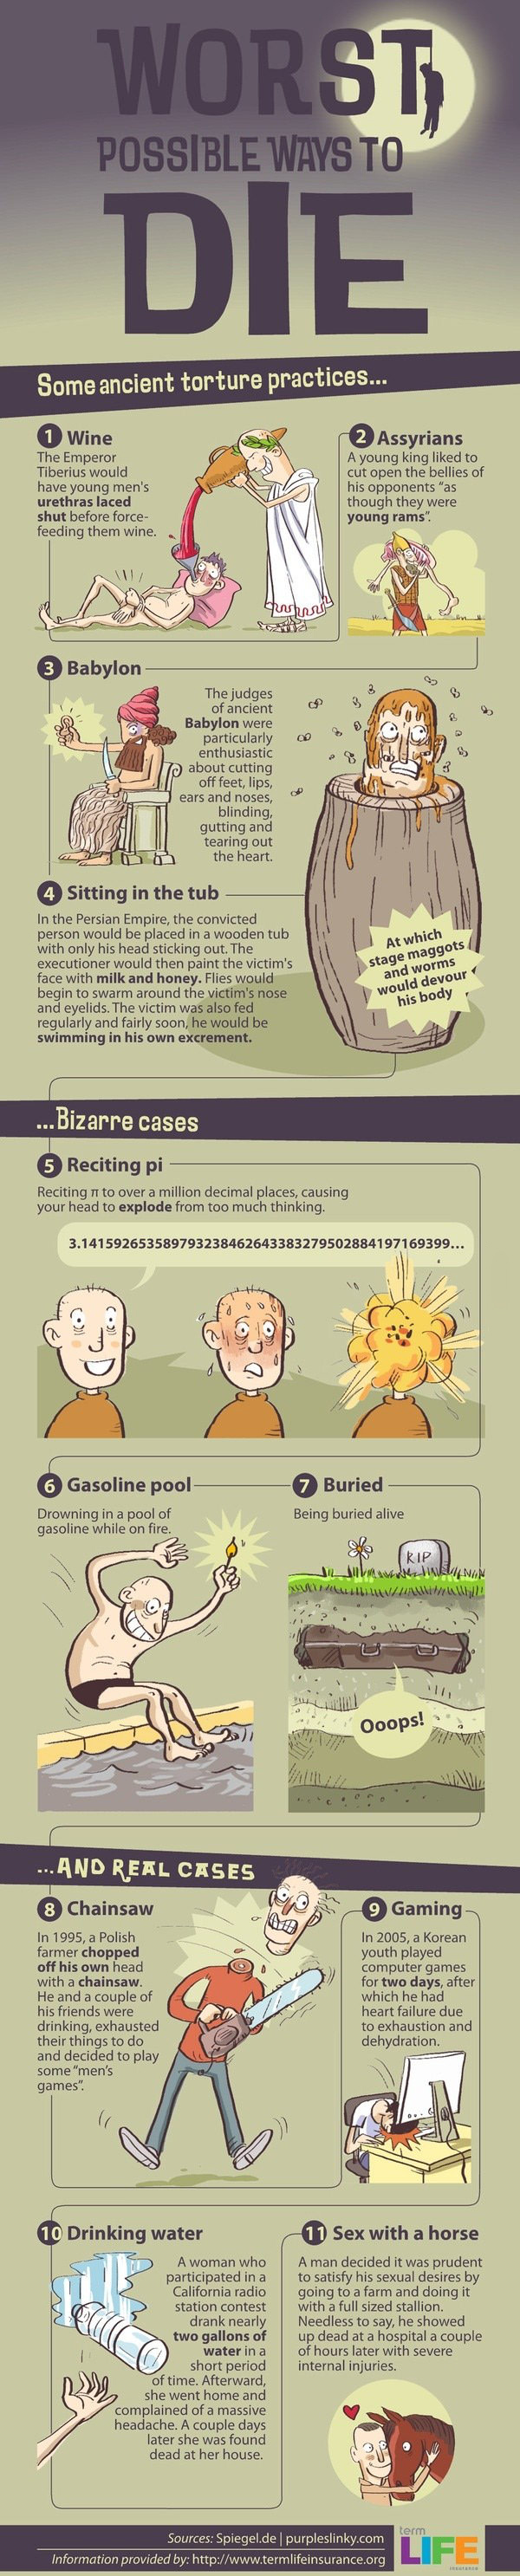 WORST
POSSIBLE WAYS TO
DIE
Some ancient torture practices...
1 Wine
The Emperor
Tiberius would
have young men's
urethras laced
shut before force-
feeding them wine.
2 Assyrians
A young king liked to
cut open the bellies of
his opponents "as
though they were
young rams".
3 Babylon
The judges
of ancient
Babylon were
particularly
enthusiastic
about cutting
off feet, lips,
ears and noses,
blinding,
gutting and
tearing out
the heart.
4 Sitting in the tub
In the Persian Empire, the convicted
person would be placed in a wooden tub
with only his head sticking out. The
executioner would then paint the victim's
face with milk and honey. Flies would
begin to swarm around the victim's nose
and eyelids. The victim was also fed
regularly and fairly soon, he would be
swimming in his own excrement.
At which
stage maggots
and worms
would devour
his body
...Bizarre cases
5 Reciting pi
Reciting π to over a million decimal places, causing
your head to explode from too much thinking.
3.14159265358979323846264338327950288419716939​9...
6 Gasoline pool
Drowning in a pool of
gasoline while on fire.
7 Buried
Being buried alive
RIP
Ooops!
...AND REAL CASES
8 Chainsaw
In 1995, a Polish
farmer chopped
off his own head
with a chainsaw.
He and a couple of
his friends were
drinking, exhausted
their things to do
and decided to play
some "men's
games".
9 Gaming
In 2005, a Korean
youth played
computer games
for two days, after
which he had
heart failure due
to exhaustion and
dehydration.
10 Drinking water
A woman who
participated in a
California radio
station contest
drank nearly
two gallons of
water in a
short period
of time. Afterward,
she went home and
complained of a massive
headache. A couple days
later she was found
dead at her house.
11 Sex with a horse
A man decided it was prudent
to satisfy his sexual desires by
going to a farm and doing it
with a full sized stallion.
Needless to say, he showed
up dead at a hospital a couple
of hours later with severe
internal injuries.
Sources: Spiegel.de | purpleslinky.com
Information provided by: http://www.termlifeinsurance.org
term
LIFE
insurance